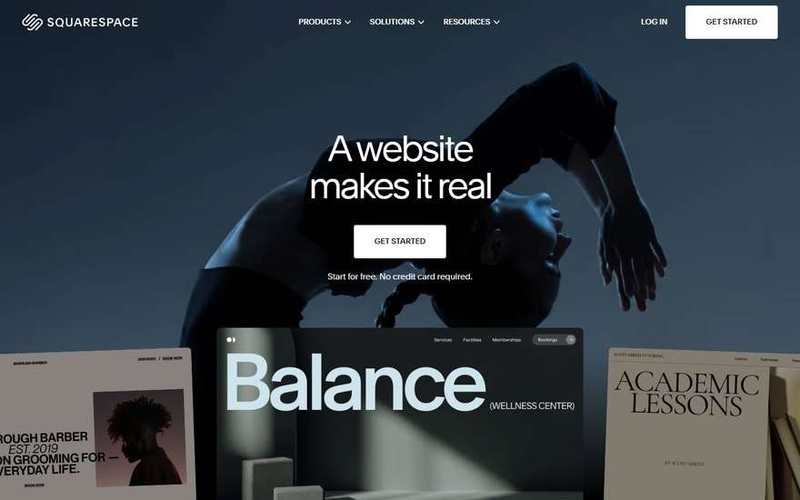 SQUARESPACE
PRODUCTS
SOLUTIONS
RESOURCES
LOG IN
GET STARTED
A website
makes it real
GET STARTED
Start for free. No credit card required.
Services
Facilities
Memberships
Bookings
Balance
(WELLNESS CENTER)
ROUGH BARBER
EST. 2019
ON GROOMING FOR —
VERYDAY LIFE.
ACADEMIC
LESSONS